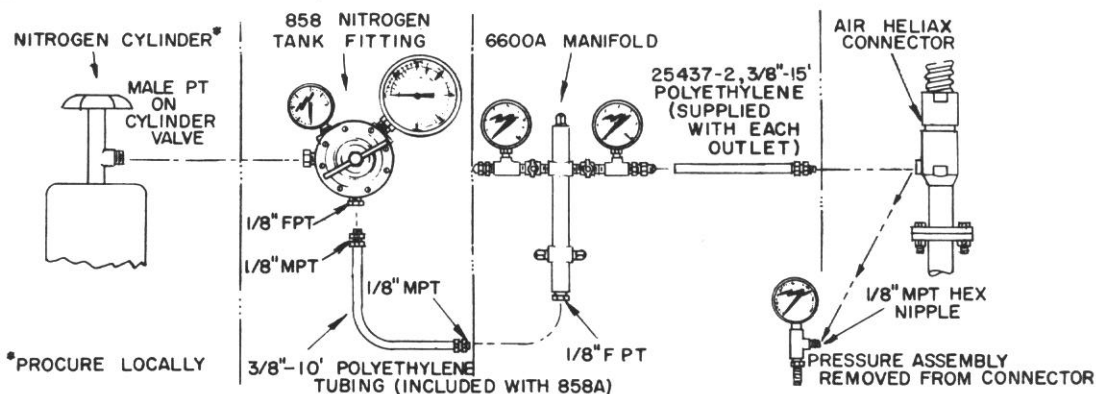 NITROGEN CYLINDER*
MALE PT
ON
CYLINDER
VALVE
*PROCURE LOCALLY
858 NITROGEN
TANK FITTING
1/8" FPT
1/8" MPT
1/8" MPT
3/8"-10' POLYETHYLENE
TUBING (INCLUDED WITH 858A)
6600A MANIFOLD
1/8" F PT
25437-2, 3/8"-15'
POLYETHYLENE
(SUPPLIED
WITH EACH
OUTLET)
AIR HELIAX
CONNECTOR
1/8" MPT HEX
NIPPLE
PRESSURE ASSEMBLY
REMOVED FROM CONNECTOR